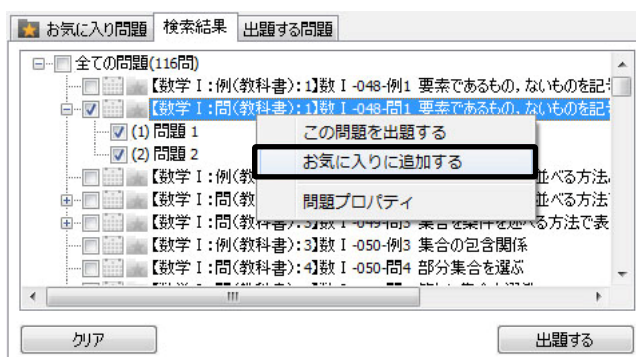 お気に入り問題 検索結果 出題する問題
全ての問題(116問)
【数学Ⅰ:例(教科書):1】数Ⅰ-048-例1 要素であるもの,ないものを記
【数学Ⅰ:問(教科書):1】数Ⅰ-048-問1 要素であるもの,ないものを記
(1) 問題 1
(2) 問題 2
この問題を出題する
お気に入りに追加する
問題プロパティ
【数学Ⅰ:例(教 並べる方法
【数学Ⅰ:問(教 並べる方法
【数学Ⅰ:問(教科書):3】数Ⅰ-049-問3 集合を条件を述べる方法で表
【数学Ⅰ:例(教科書):3】数Ⅰ-050-例3 集合の包含関係
【数学Ⅰ:問(教科書):4】数Ⅰ-050-問4 部分集合を選ぶ
クリア 出題する